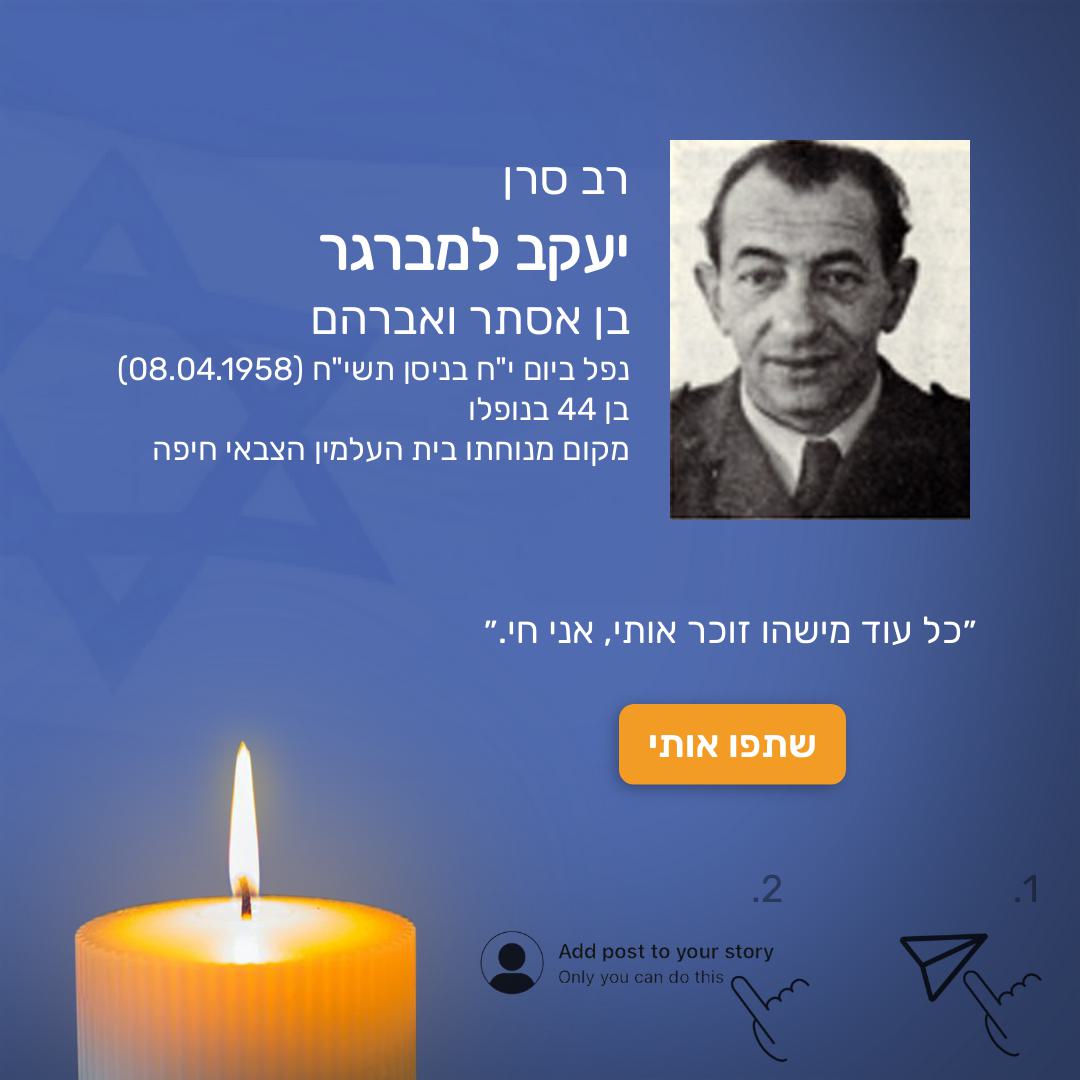 רב סרן
יעקב למברגר
בן אסתר ואברהם
נפל ביום י"ח בניסן תשי"ח (08.04.1958)
בן 44 בנופלו
מקום מנוחתו בית העלמין הצבאי חיפה
״כל עוד מישהו זוכר אותי, אני חי.״
שתפו אותי
1.
2.
Add post to your story
Only you can do this